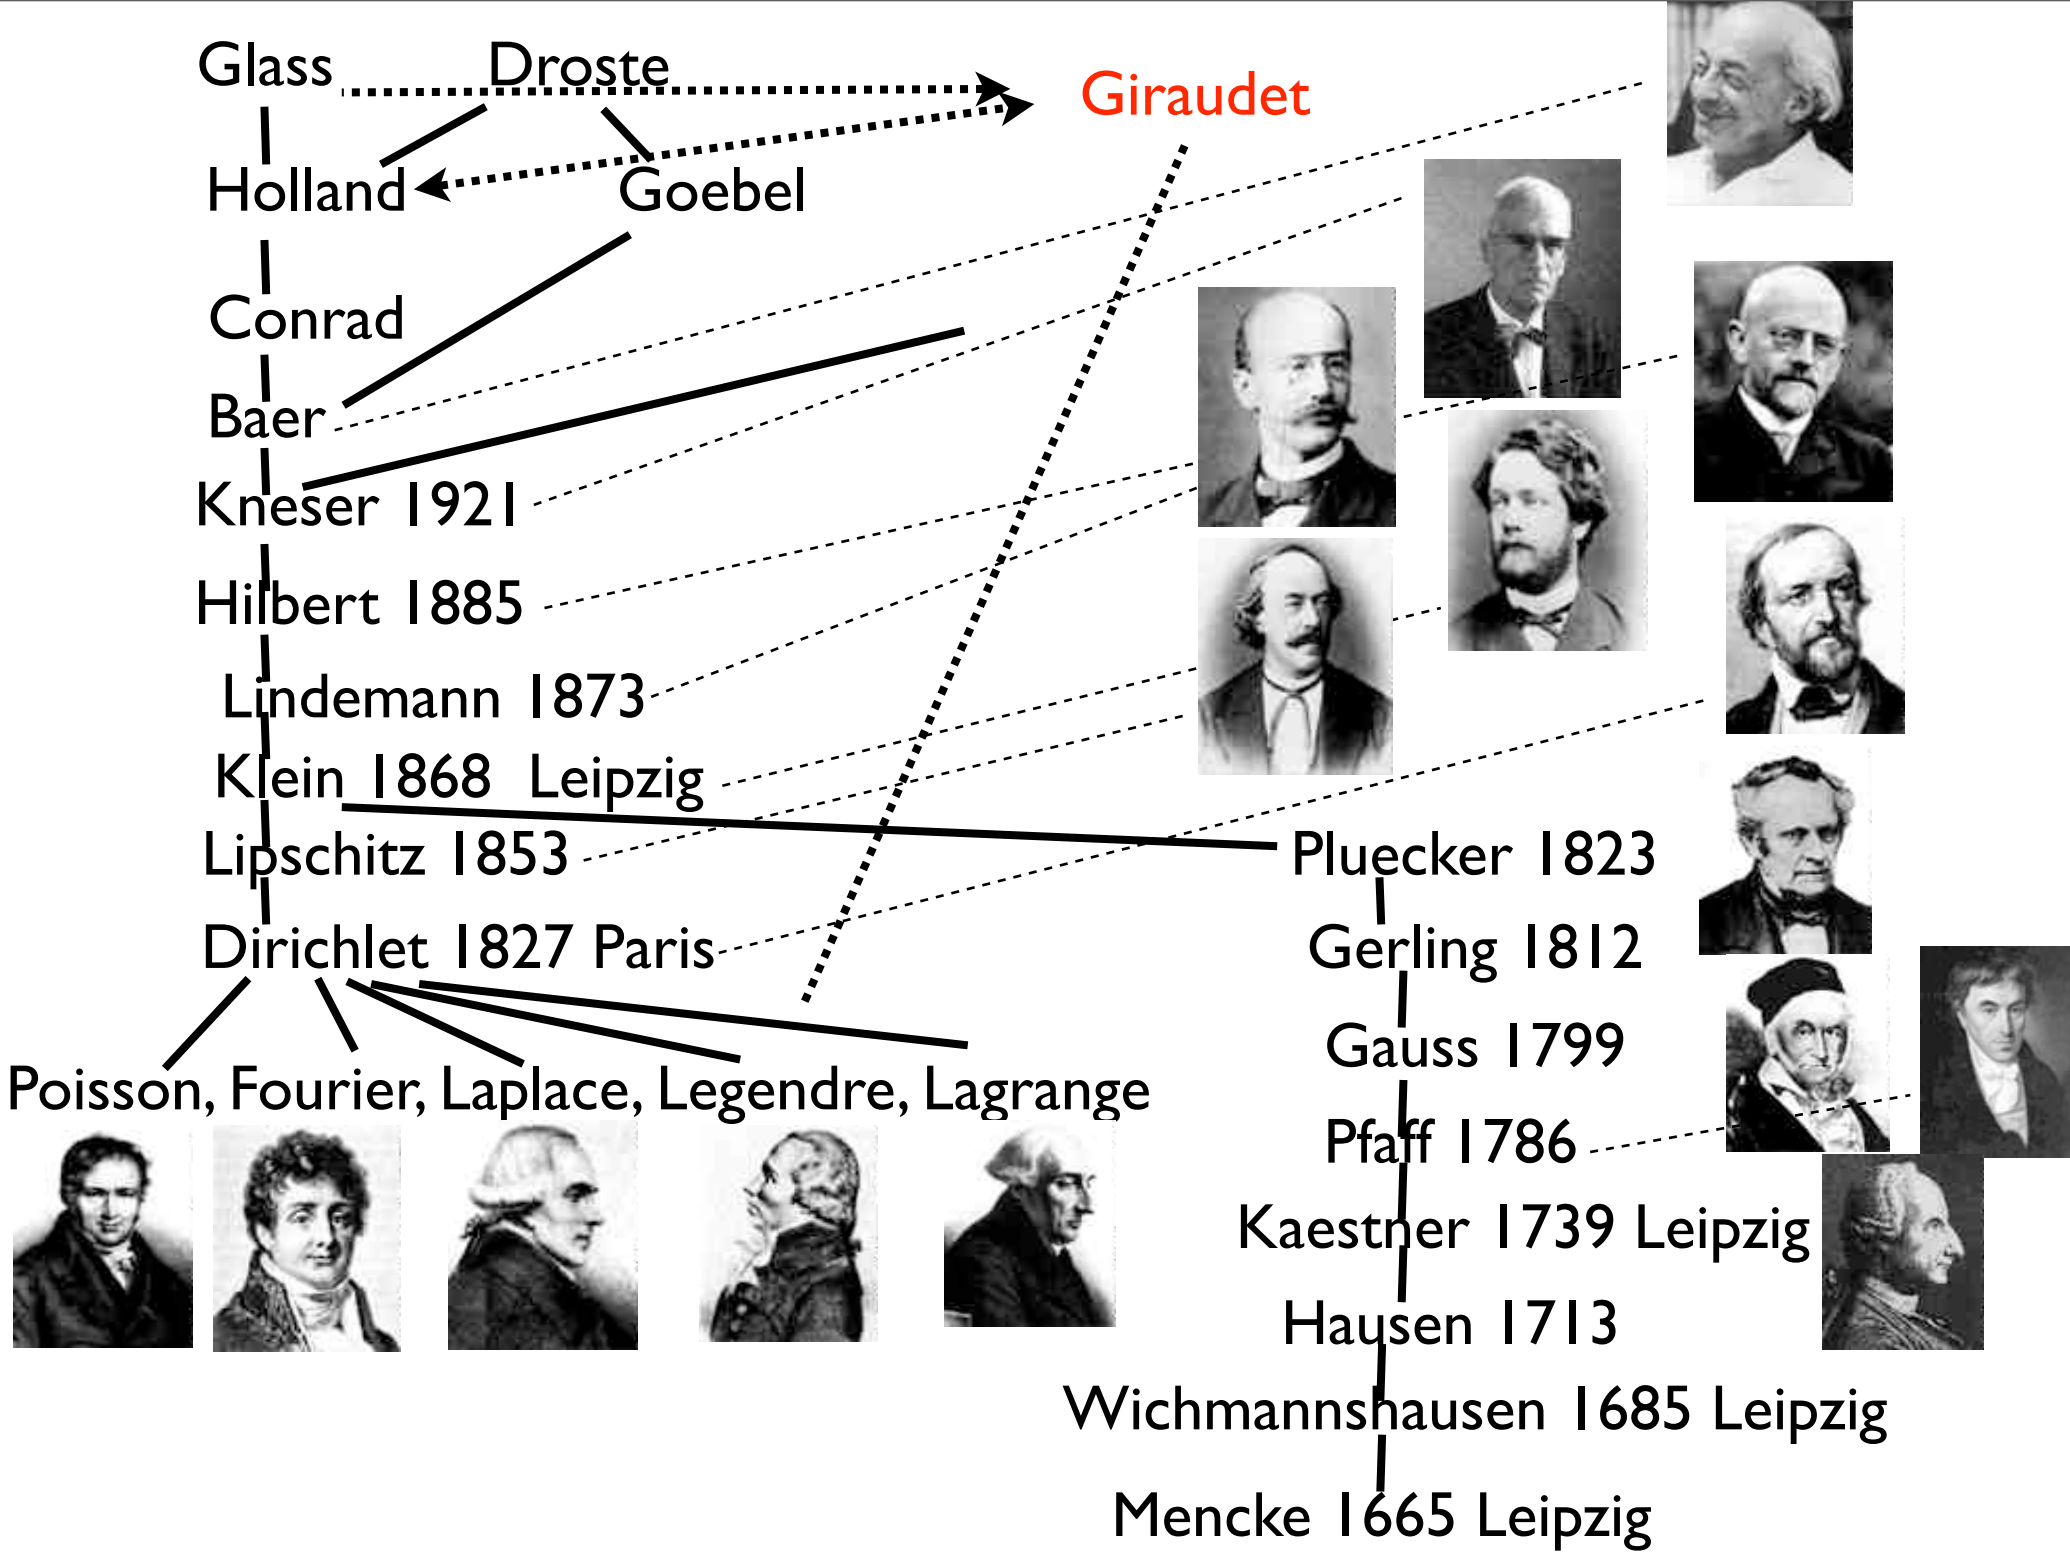 Glass Droste Giraudet
Holland Goebel
Conrad
Baer
Kneser 1921
Hilbert 1885
Lindemann 1873
Klein 1868 Leipzig
Lipschitz 1853 Pluecker 1823
Dirichlet 1827 Paris Gerling 1812
Gauss 1799
Poisson, Fourier, Laplace, Legendre, Lagrange
Pfaff 1786
Kaestner 1739 Leipzig
Hausen 1713
Wichmannshausen 1685 Leipzig
Mencke 1665 Leipzig